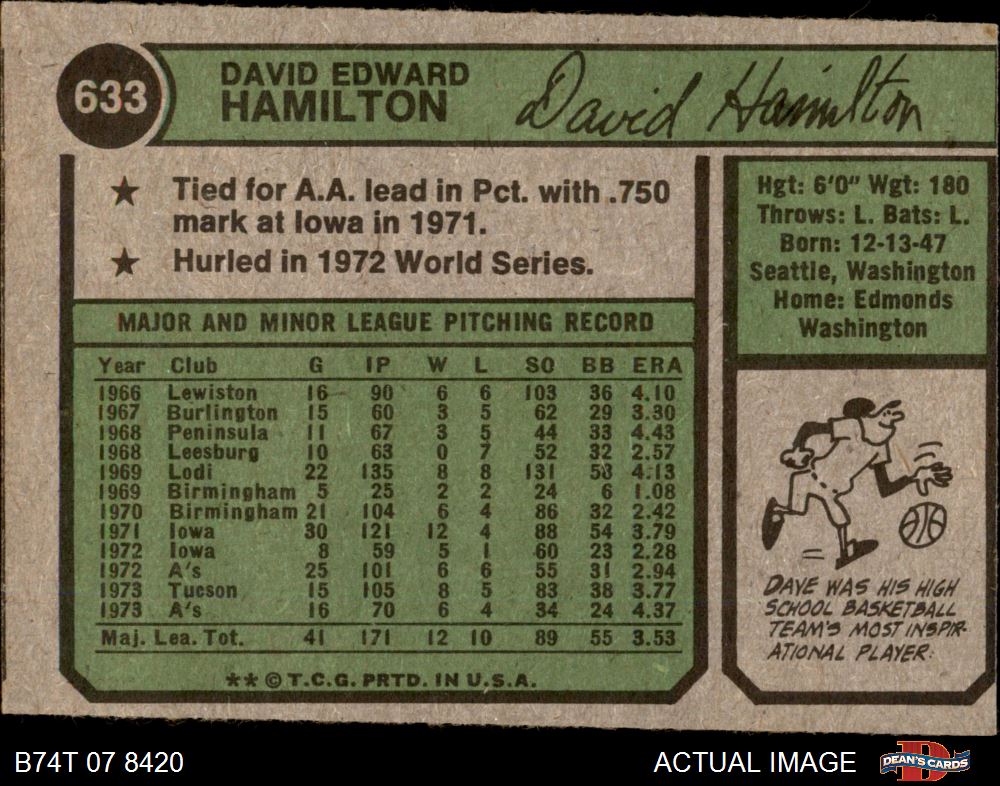 633
DAVID EDWARD
HAMILTON
David Hamilton
★ Tied for A.A. lead in Pct. with .750
mark at Iowa in 1971.
★ Hurled in 1972 World Series.
MAJOR AND MINOR LEAGUE PITCHING RECORD
Year Club G IP W L SO BB ERA
1966 Lewiston 16 90 6 6 103 36 4.10
1967 Burlington 15 60 3 5 62 29 3.30
1968 Peninsula 11 67 3 5 44 33 4.43
1968 Leesburg 10 63 0 7 52 32 2.57
1969 Lodi 22 135 8 8 131 53 4.13
1969 Birmingham 5 25 2 2 24 6 1.08
1970 Birmingham 21 104 6 4 86 32 2.42
1971 Iowa 30 121 12 4 88 54 3.79
1972 Iowa 8 59 5 1 60 23 2.28
1972 A's 25 101 6 6 55 31 2.94
1973 Tucson 15 105 8 5 83 38 3.77
1973 A's 16 70 6 4 34 24 4.37
Maj. Lea. Tot. 41 171 12 10 89 55 3.53
** © T.C.G. PRTD. IN U.S.A.
Hgt: 6'0" Wgt: 180
Throws: L. Bats: L.
Born: 12-13-47
Seattle, Washington
Home: Edmonds
Washington
DAVE WAS HIS HIGH
SCHOOL BASKETBALL
TEAM'S MOST INSPIR-
ATIONAL PLAYER.
B74T 07 8420
ACTUAL IMAGE
DEAN'S CARDS